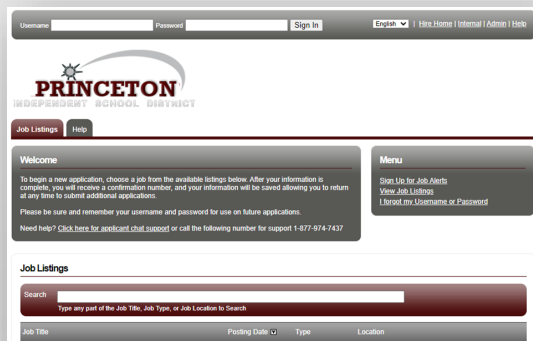 Username Password Sign In English | Hire Home | Internal | Admin | Help
PRINCETON
INDEPENDENT SCHOOL DISTRICT
Job Listings Help
Welcome
To begin a new application, choose a job from the available listings below. After your information is
complete, you will receive a confirmation number, and your information will be saved allowing you to return
at any time to submit additional applications.
Please be sure and remember your username and password for use on future applications.
Need help? Click here for applicant chat support or call the following number for support 1-877-974-7437
Menu
Sign Up for Job Alerts
View Job Listings
I forgot my Username or Password
Job Listings
Search
Type any part of the Job Title, Job Type, or Job Location to Search
Job Title Posting Date Type Location